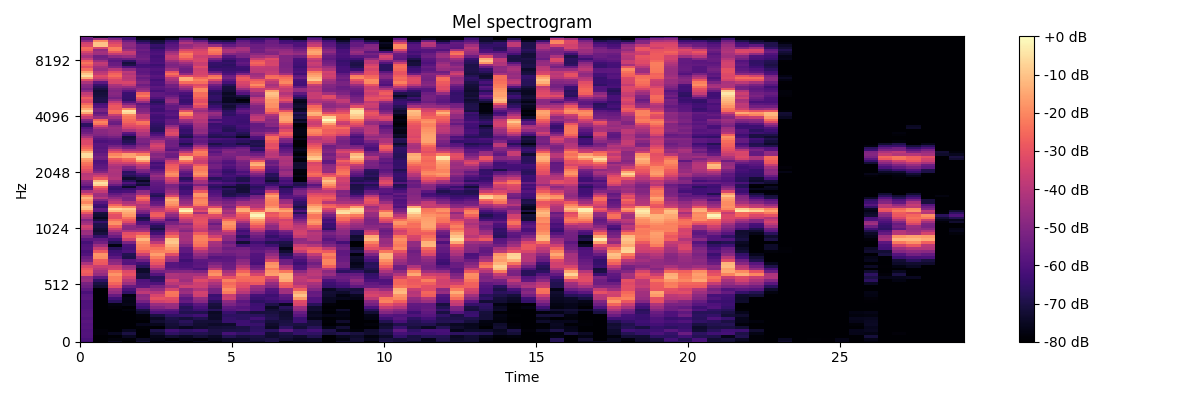 Mel spectrogram
Hz
8192
4096
2048
1024
512
0
0 5 10 15 20 25
Time
+0 dB
-10 dB
-20 dB
-30 dB
-40 dB
-50 dB
-60 dB
-70 dB
-80 dB